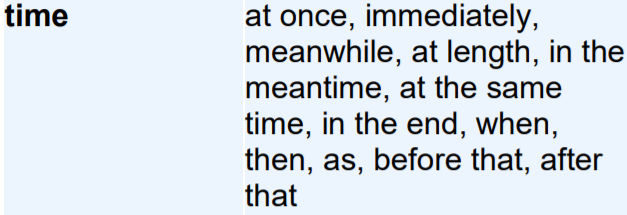 time at once, immediately,
meanwhile, at length, in the
meantime, at the same
time, in the end, when,
then, as, before that, after
that